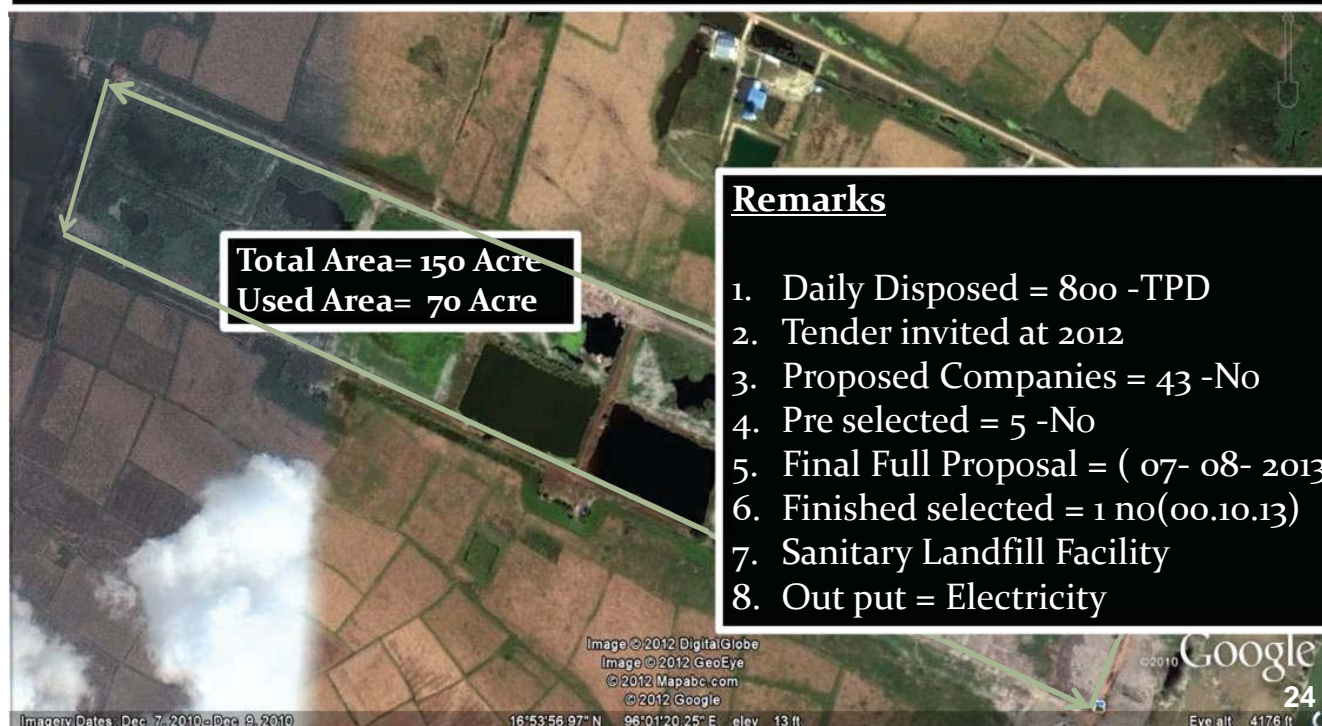 Total Area= 150 Acre
Used Area=  70 Acre
Remarks
1. Daily Disposed = 800 -TPD
2. Tender invited at 2012
3. Proposed Companies = 43 -No
4. Pre selected = 5 -No
5. Final Full Proposal = ( 07- 08- 2013
6. Finished selected = 1 no(00.10.13)
7. Sanitary Landfill Facility
8. Out put = Electricity
Image © 2012 DigitalGlobe
Image © 2012 GeoEye
© 2012 Mapabc.com
© 2012 Google
©2010 Google
24
Imagery Dates: Dec 7, 2010 - Dec 9, 2010 16°53'56.97" N 96°01'20.25" E elev 13 ft Eye alt 4176 ft